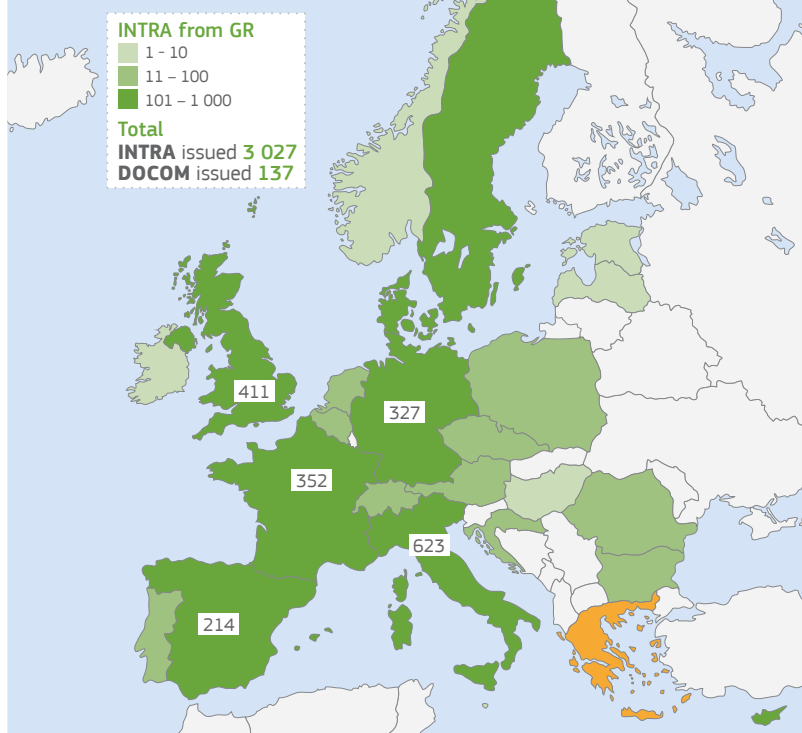 INTRA from GR
1 - 10
11 – 100
101 – 1 000
Total
INTRA issued 3 027
DOCOM issued 137
411
327
352
623
214